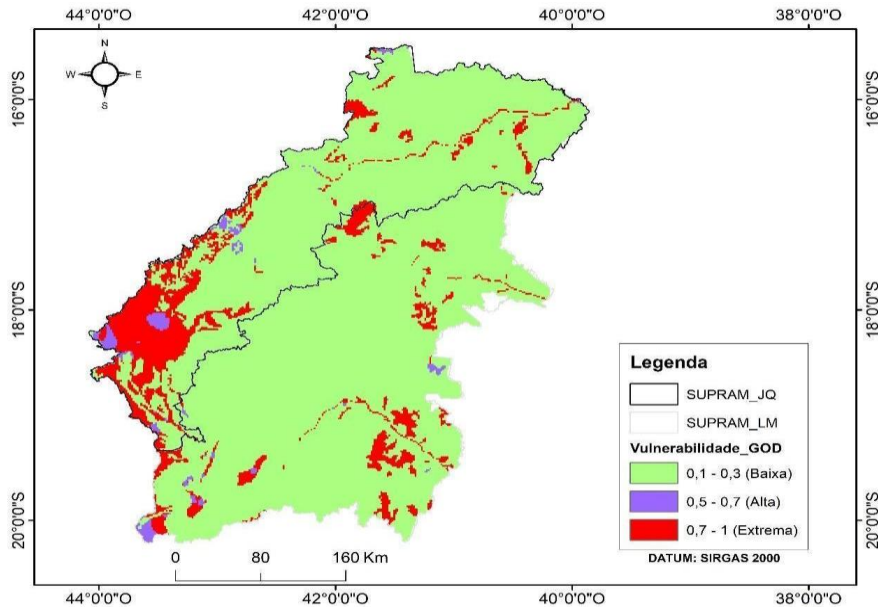 44°0'0"O 42°0'0"O 40°0'0"O 38°0'0"O
N
W E
S
16°0'0"S
18°0'0"S
20°0'0"S
16°0'0"S
18°0'0"S
20°0'0"S
Legenda
SUPRAM_JQ
SUPRAM_LM
Vulnerabilidade_GOD
0,1 - 0,3 (Baixa)
0,5 - 0,7 (Alta)
0,7 - 1 (Extrema)
DATUM: SIRGAS 2000
0 80 160 Km
44°0'0"O 42°0'0"O 40°0'0"O 38°0'0"O